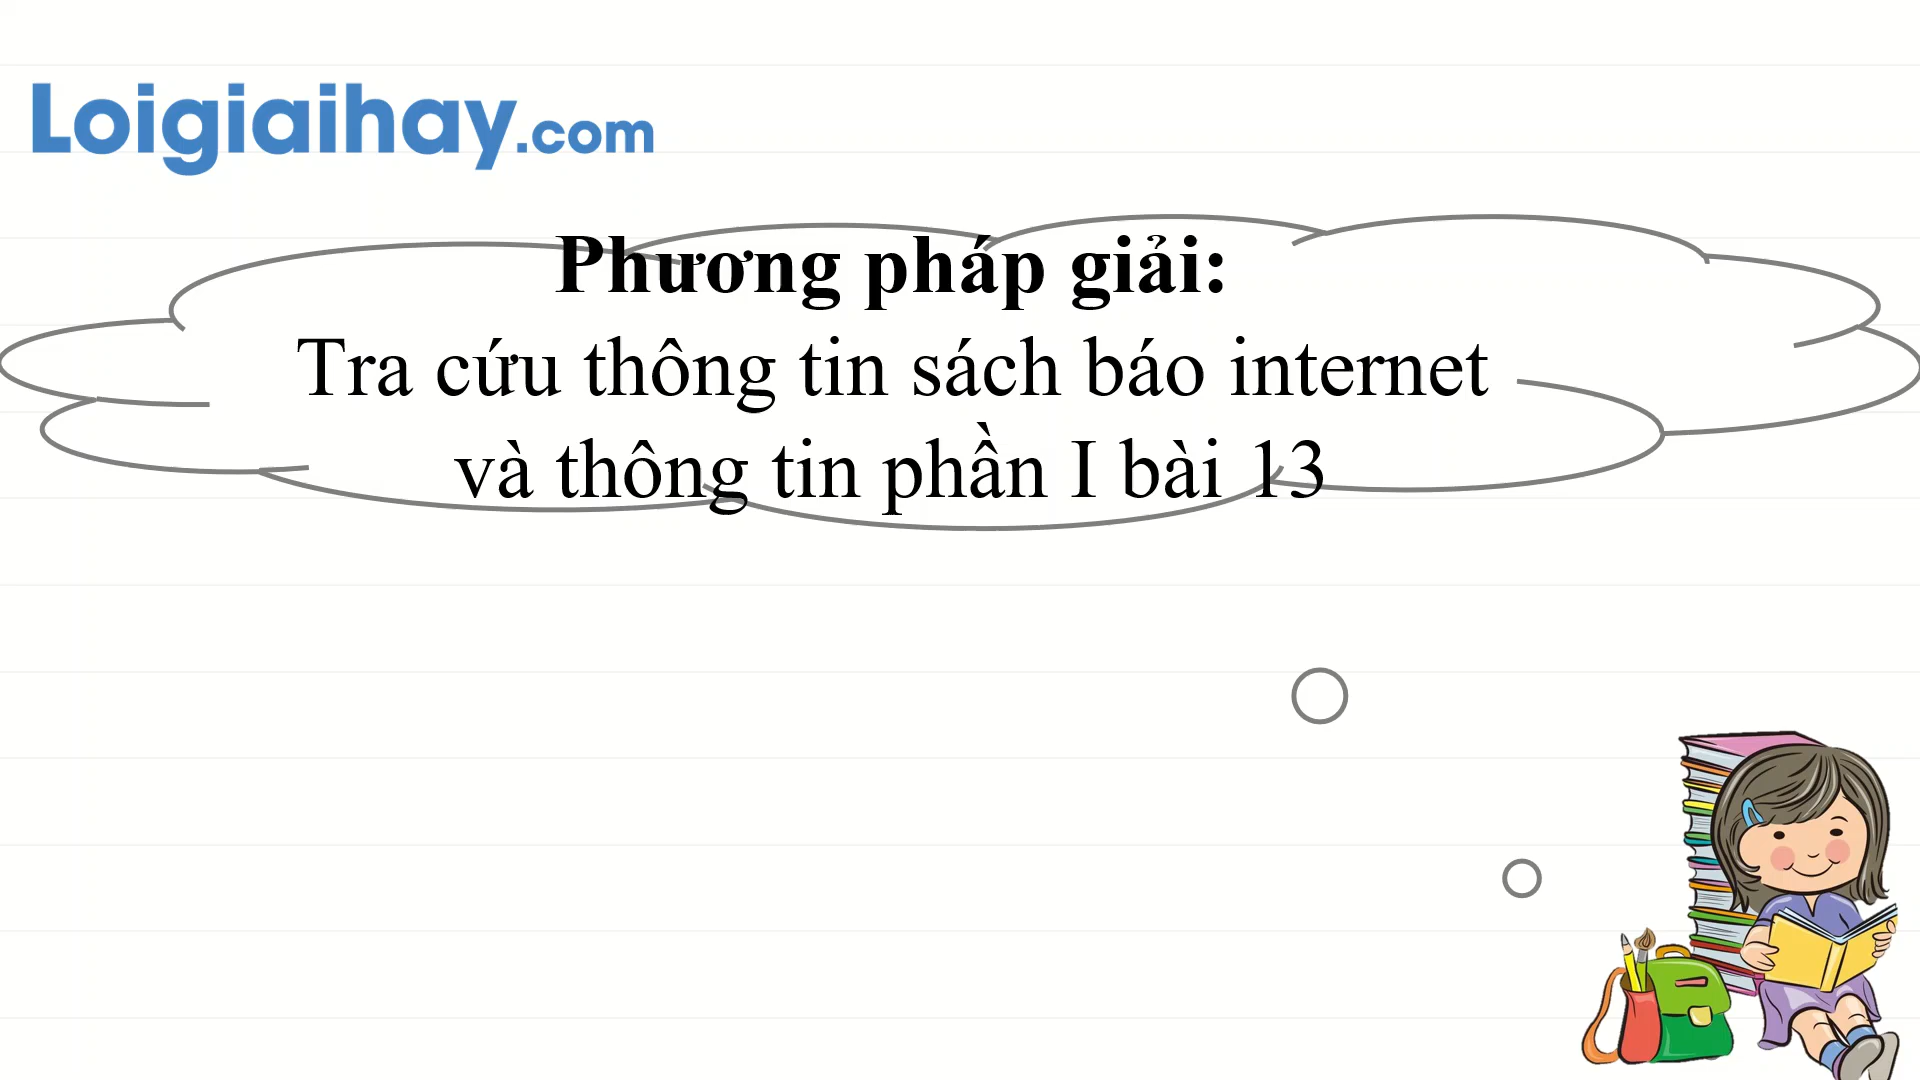 Loigiaihay.com
Phương pháp giải:
Tra cứu thông tin sách báo internet
và thông tin phần I bài 13